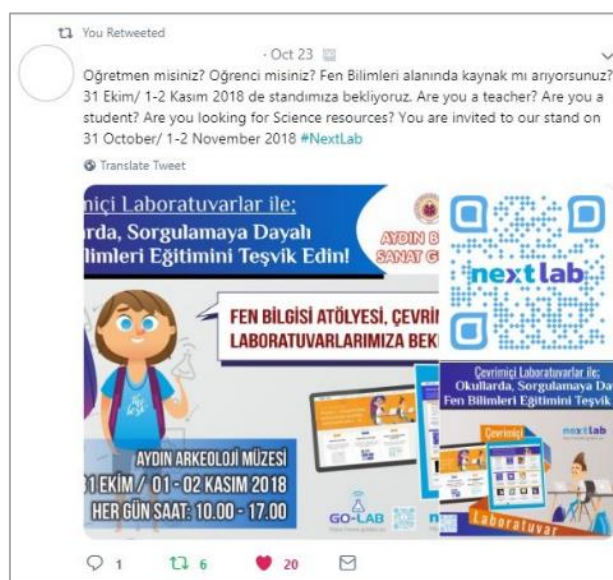 You Retweeted
· Oct 23
Oğretmen misiniz? Oğrenci misiniz? Fen Bilimleri alanında kaynak mı arıyorsunuz?
31 Ekim/ 1-2 Kasım 2018 de standımıza bekliyoruz. Are you a teacher? Are you a
student? Are you looking for Science resources? You are invited to our stand on
31 October/ 1-2 November 2018 #NextLab
Translate Tweet
miçi Laboratuvarlar ile;
arda, Sorgulamaya Dayalı
ilimleri Eğitimini Teşvik Edin!
AYDIN B
SANAT G
FEN BİLGİSİ ATÖLYESİ, ÇEVRİ
LABORATUVARLARIMIZA BEK
AYDIN ARKEOLOJİ MÜZESİ
31 EKİM / 01 - 02 KASIM 2018
HER GÜN SAAT: 10.00 - 17.00
GO-LAB
n
next lab
Çevrimiçi Laboratuvarlar ile;
Okullarda, Sorgulamaya Da
Fen Bilimleri Eğitimini Teşvik
next lab
Çevrimiçi
Laboratuvar
1
6
20